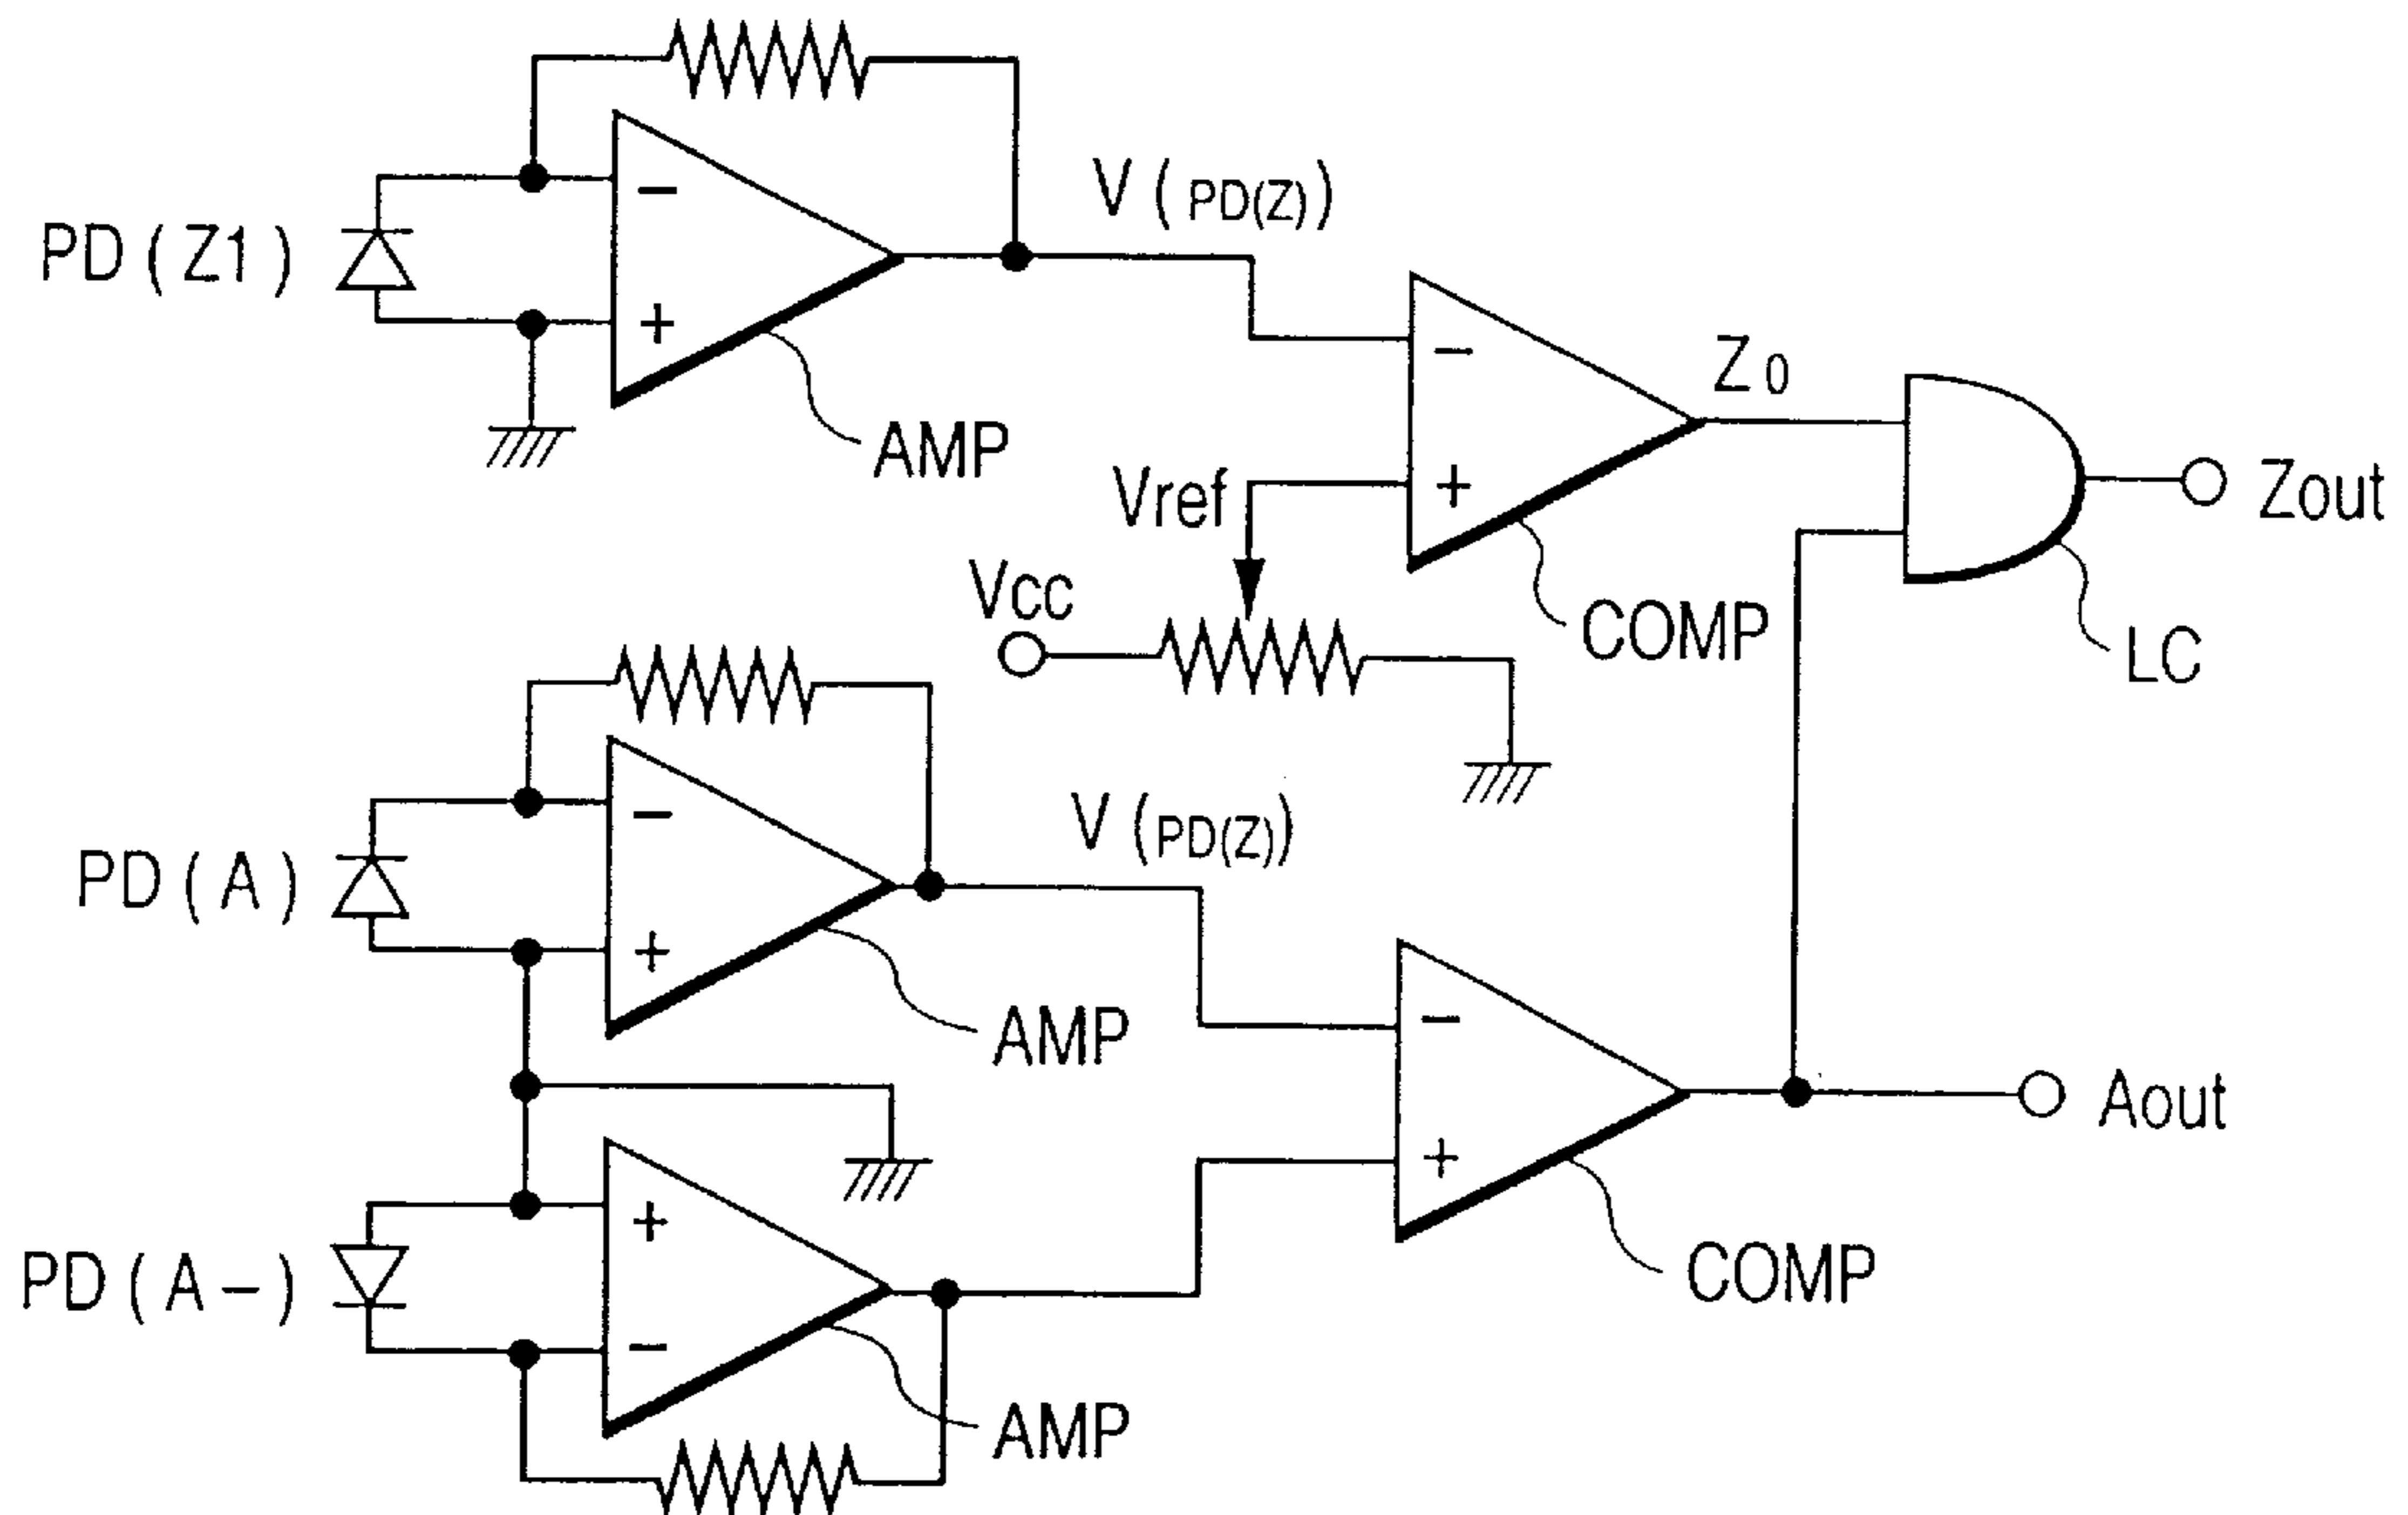 V (PD(Z))
PD (Z1)
−
+
AMP
−
+
Z0
Zout
Vref
Vcc
COMP
LC
V (PD(Z))
PD (A)
−
+
AMP
−
+
Aout
COMP
PD (A−)
+
−
AMP